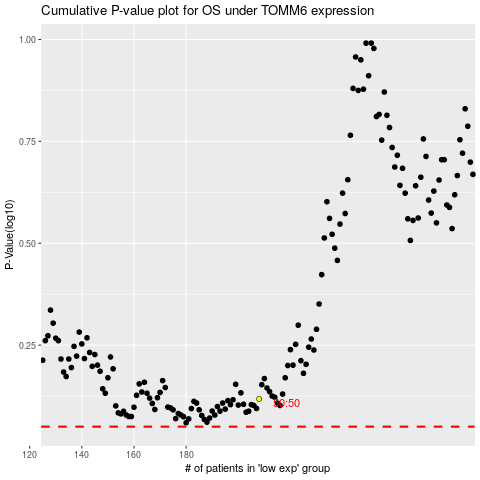 Cumulative P-value plot for OS under TOMM6 expression
P-Value(log10)
1.00
0.75
0.50
0.25
50:50
120 140 160 180
# of patients in 'low exp' group